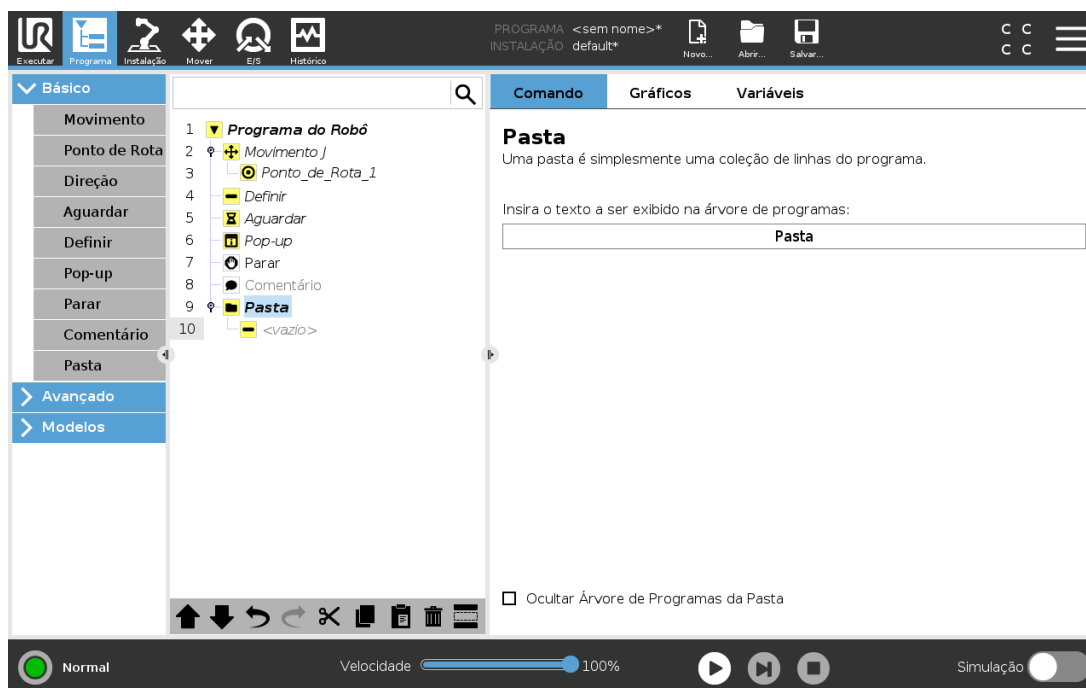 UR
Executar Programa Instalação Mover E/S Histórico
PROGRAMA <sem nome>*
INSTALAÇÃO default*
Novo... Abrir... Salvar...
C C
C C
Básico
Movimento
Ponto de Rota
Direção
Aguardar
Definir
Pop-up
Parar
Comentário
Pasta
Avançado
Modelos
1 Programa do Robô
2 Movimento J
3 Ponto_de_Rota_1
4 Definir
5 Aguardar
6 Pop-up
7 Parar
8 Comentário
9 Pasta
10 <vazio>
Comando Gráficos Variáveis
Pasta
Uma pasta é simplesmente uma coleção de linhas do programa.
Insira o texto a ser exibido na árvore de programas:
Pasta
Ocultar Árvore de Programas da Pasta
Normal
Velocidade 100%
Simulação